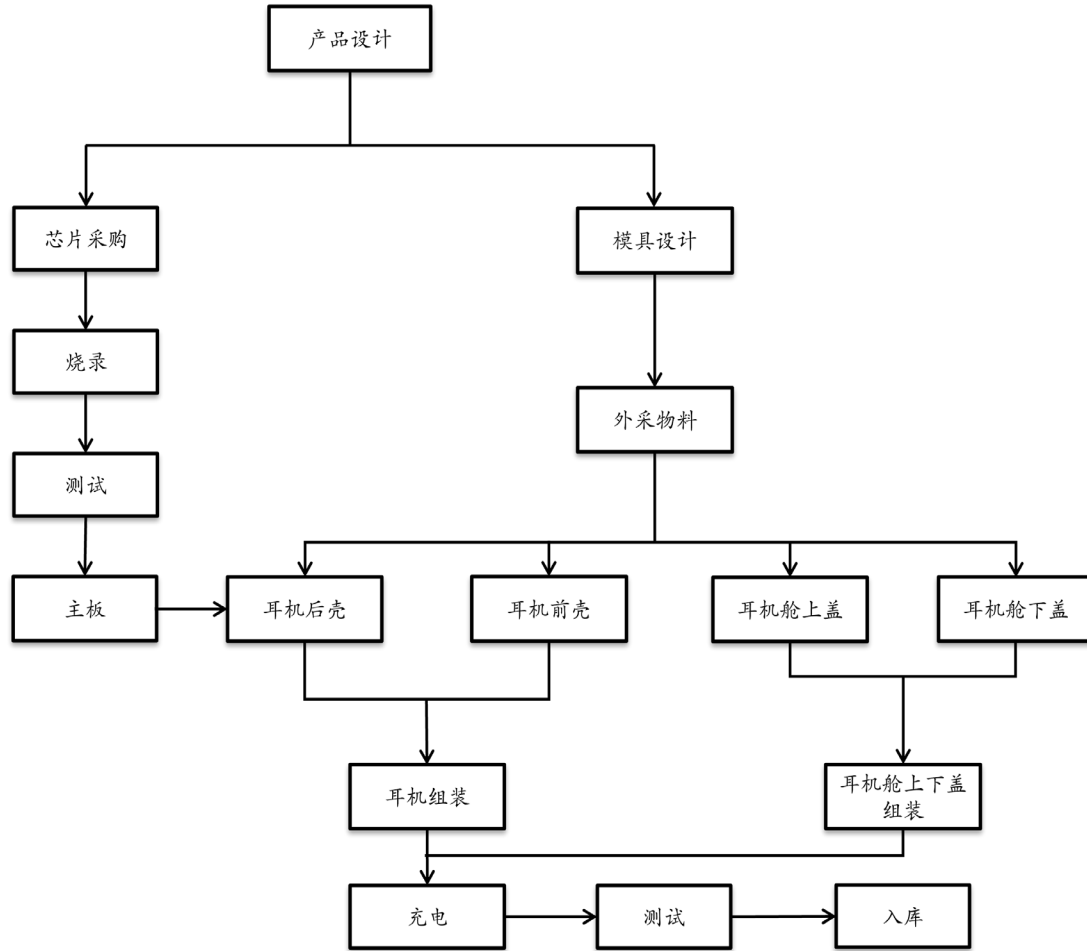 产品设计
芯片采购
模具设计
烧录
外采物料
测试
主板
耳机后壳
耳机前壳
耳机舱上盖
耳机舱下盖
耳机组装
耳机舱上下盖
组装
充电
测试
入库